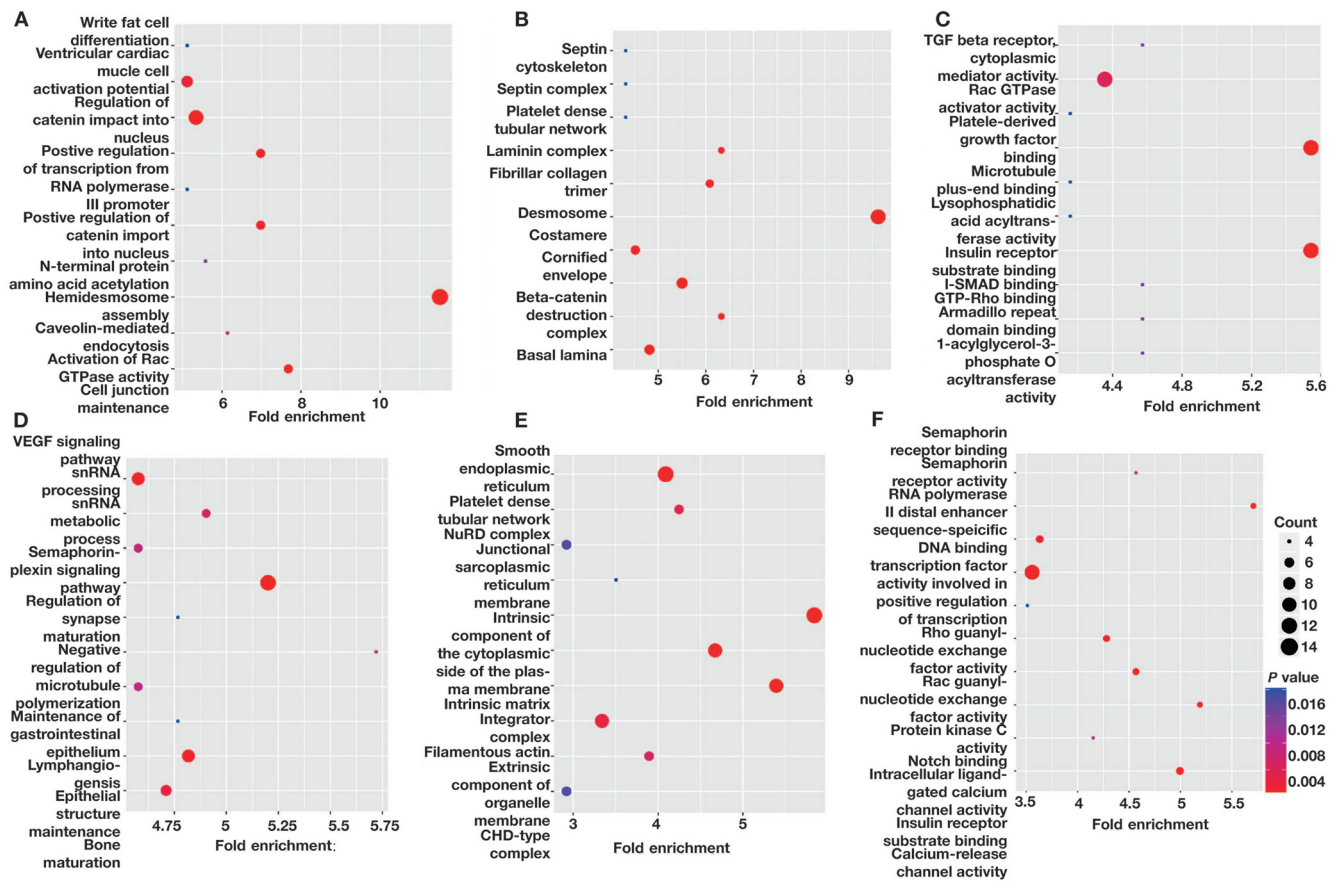 A
Write fat cell
differentiation
Ventricular cardiac
mucle cell
activation potential
Regulation of
catenin impact into
nucleus
Postive regulation
of transcription from
RNA polymerase
III promoter
Postive regulation of
catenin import
into nucleus
N-terminal protein
amino acid acetylation
Hemidesmosome
assembly
Caveolin-mediated
endocytosis
Activation of Rac
GTPase activity
Cell junction
maintenance
6 8 10
Fold enrichment
B
Septin
cytoskeleton
Septin complex
Platelet dense
tubular network
Laminin complex
Fibrillar collagen
trimer
Desmosome
Costamere
Cornified
envelope
Beta-catenin
destruction
complex
Basal lamina
5 6 7 8 9
Fold enrichment
C
TGF beta receptor,
cytoplasmic
mediator activity
Rac GTPase
activator activity
Platele-derived
growth factor
binding
Microtubule
plus-end binding
Lysophosphatidic
acid acyltrans-
ferase activity
Insulin receptor
substrate binding
I-SMAD binding
GTP-Rho binding
Armadillo repeat
domain binding
1-acylglycerol-3-
phosphate O
acyltransferase
activity
4.4 4.8 5.2 5.6
Fold enrichment
D
VEGF signaling
pathway
snRNA
processing
snRNA
metabolic
process
Semaphorin-
plexin signaling
pathway
Regulation of
synapse
maturation
Negative
regulation of
microtubule
polymerization
Maintenance of
gastrointestinal
epithelium
Lymphangio-
gensis
Epithelial
structure
maintenance
Bone
maturation
4.75 5 5.25 5.5 5.75
Fold enrichment:
E
Smooth
endoplasmic
reticulum
Platelet dense
tubular network
NuRD complex
Junctional
sarcoplasmic
reticulum
membrane
Intrinsic
component of
the cytoplasmic
side of the plas-
ma membrane
Intrinsic matrix
Integrator
complex
Filamentous actin
Extrinsic
component of
organelle
membrane
CHD-type
complex
3 4 5
Fold enrichment
F
Semaphorin
receptor binding
Semaphorin
receptor activity
RNA polymerase
II distal enhancer
sequence-speicific
DNA binding
transcription factor
activity involved in
positive regulation
of transcription
Rho guanyl-
nucleotide exchange
factor activity
Rac guanyl-
nucleotide exchange
factor activity
Protein kinase C
activity
Notch binding
Intracellular ligand-
gated calcium
channel activity
Insulin receptor
substrate binding
Calcium-release
channel activity
3.5 4 4.5 5 5.5
Fold enrichment
Count
4
6
8
10
12
14
P value
0.016
0.012
0.008
0.004